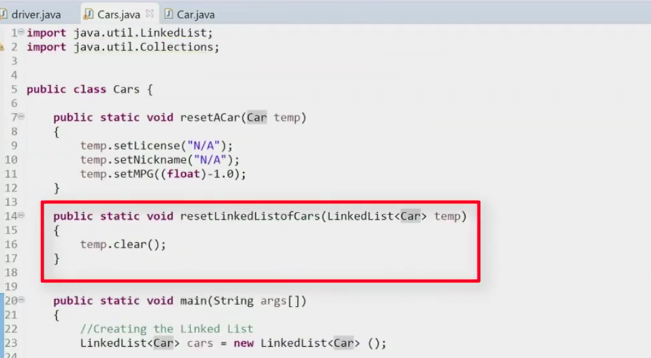 driver.java Cars.java Car.java
1 import java.util.LinkedList;
2 import java.util.Collections;
3
4
5 public class Cars {
6
7 public static void resetACar(Car temp)
8 {
9 temp.setLicense("N/A");
10 temp.setNickname("N/A");
11 temp.setMPG((float)-1.0);
12 }
13
14 public static void resetLinkedListofCars(LinkedList<Car> temp)
15 {
16 temp.clear();
17 }
18
19
20 public static void main(String args[])
21 {
22 //Creating the Linked List
23 LinkedList<Car> cars = new LinkedList<Car> ();
24